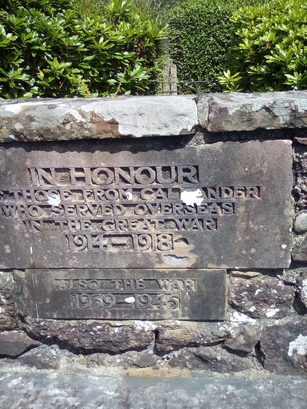 IN HONOUR
OF THOSE FROM CALLANDER
WHO SERVED OVERSEAS
IN THE GREAT WAR
1914-1918
ALSO THE WAR
1939-1945